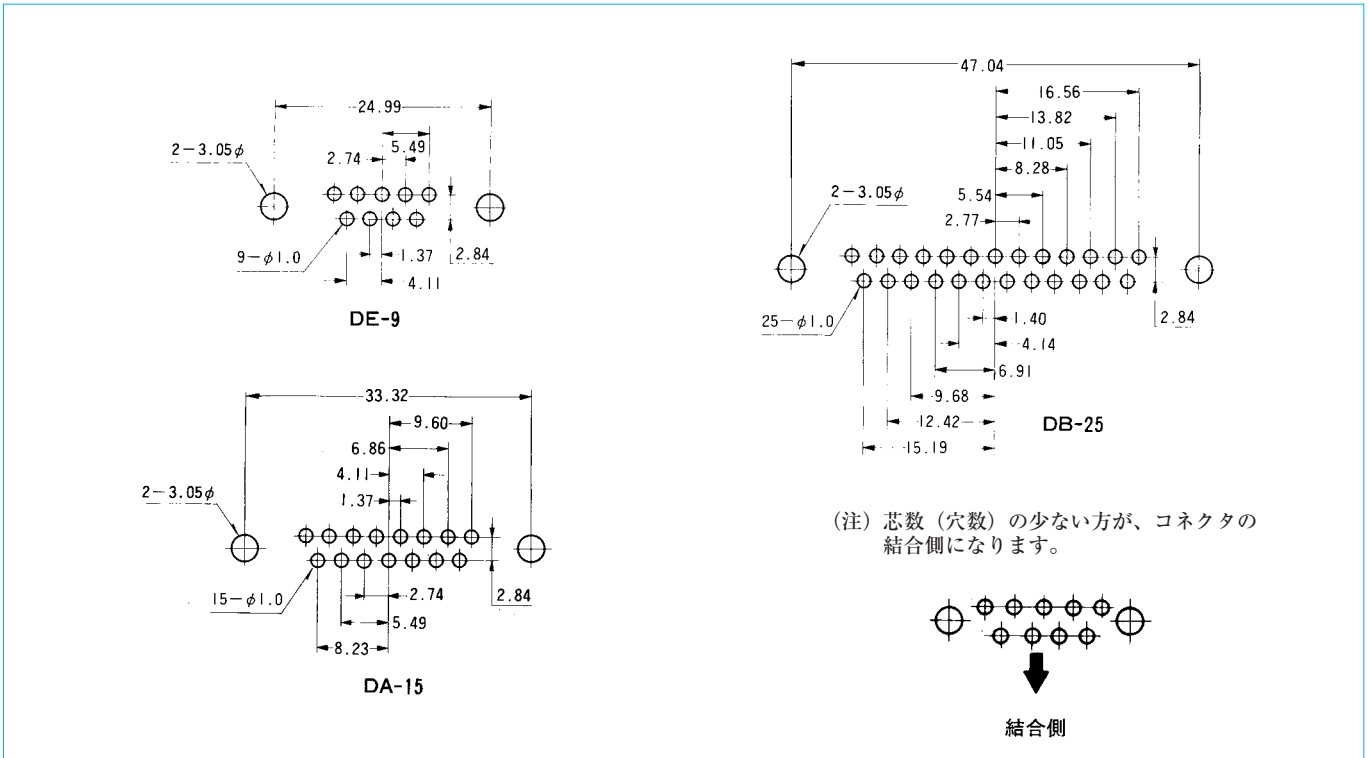 24.99
5.49
2.74
2-3.05φ
9-φ1.0
1.37
2.84
4.11
DE-9
33.32
9.60
6.86
4.11
1.37
2-3.05φ
15-φ1.0
2.74
2.84
5.49
8.23
DA-15
47.04
16.56
13.82
11.05
8.28
2-3.05φ
5.54
2.77
25-φ1.0
1.40
2.84
4.14
6.91
9.68
12.42
DB-25
15.19
(注)芯数(穴数)の少ない方が、コネクタの
結合側になります。
結合側